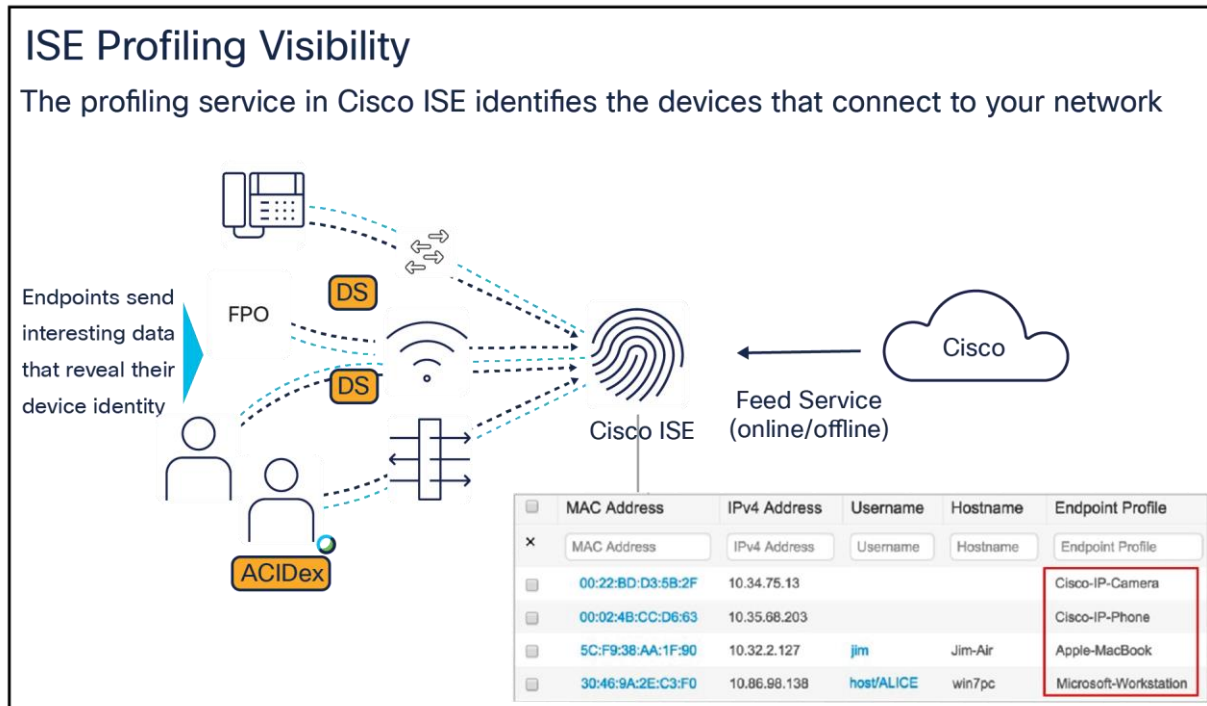 ISE Profiling Visibility
The profiling service in Cisco ISE identifies the devices that connect to your network
Endpoints send
interesting data
that reveal their
device identity
FPO
DS
DS
ACIDex
Cisco ISE
Cisco
Feed Service
(online/offline)
MAC Address IPv4 Address Username Hostname Endpoint Profile
× MAC Address IPv4 Address Username Hostname Endpoint Profile
00:22:BD:D3:5B:2F 10.34.75.13 Cisco-IP-Camera
00:02:4B:CC:D6:63 10.35.68.203 Cisco-IP-Phone
5C:F9:38:AA:1F:90 10.32.2.127 jim Jim-Air Apple-MacBook
30:46:9A:2E:C3:F0 10.86.98.138 host/ALICE win7pc Microsoft-Workstation